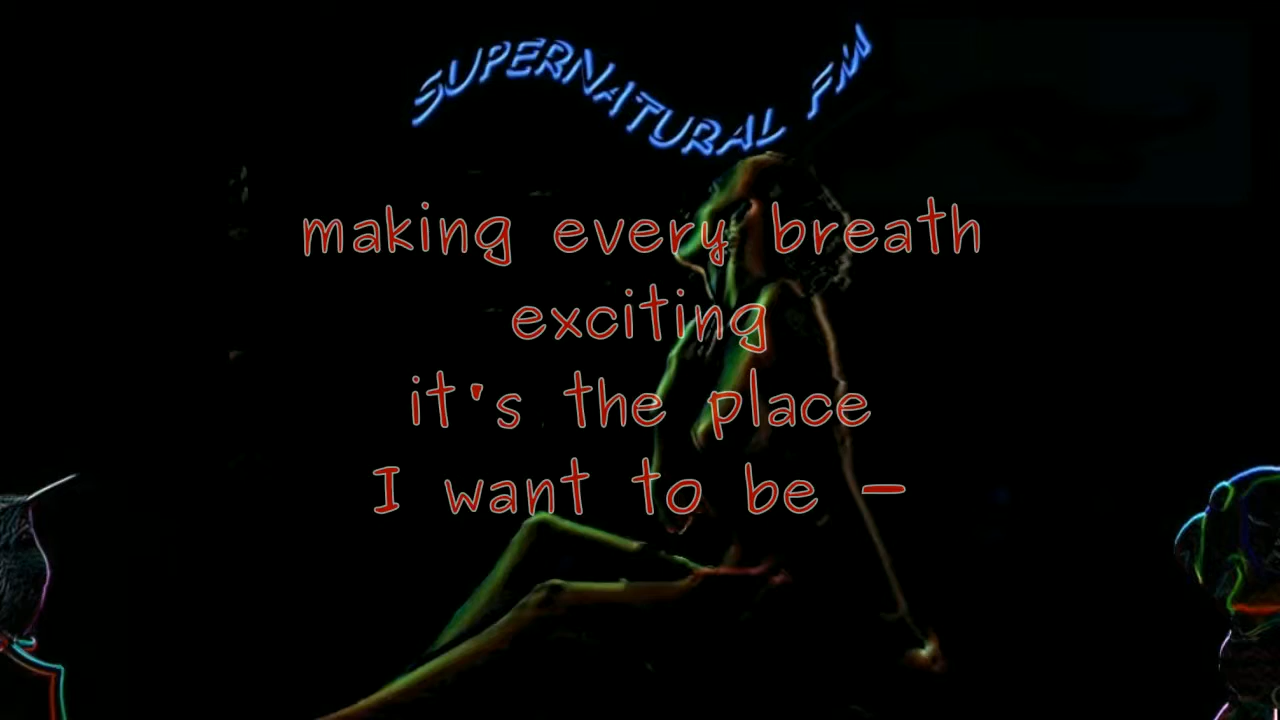 SUPERNATURAL FM
making every breath
exciting
it's the place
I want to be –